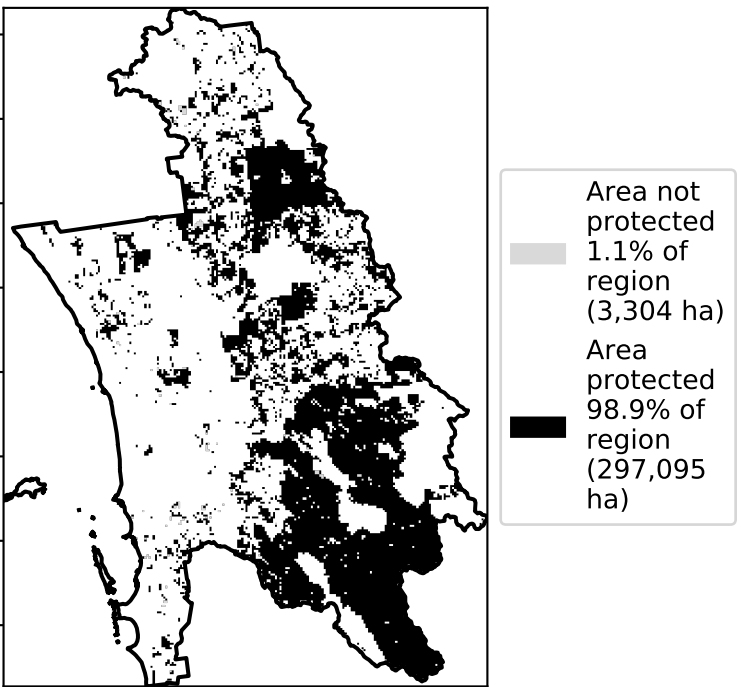 Area not
protected
1.1% of
region
(3,304 ha)
Area
protected
98.9% of
region
(297,095
ha)